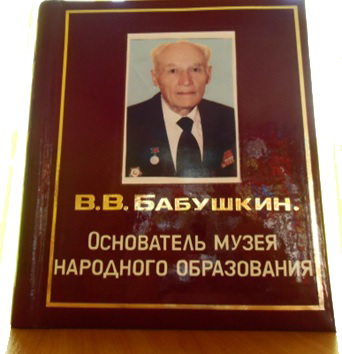 В.В. БАБУШКИН.
ОСНОВАТЕЛЬ МУЗЕЯ
НАРОДНОГО ОБРАЗОВАНИЯ